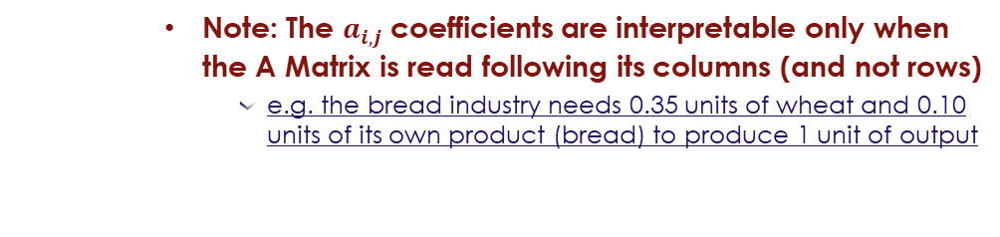 • Note: The a_{i,j} coefficients are interpretable only when
the A Matrix is read following its columns (and not rows)
e.g. the bread industry needs 0.35 units of wheat and 0.10
units of its own product (bread) to produce 1 unit of output